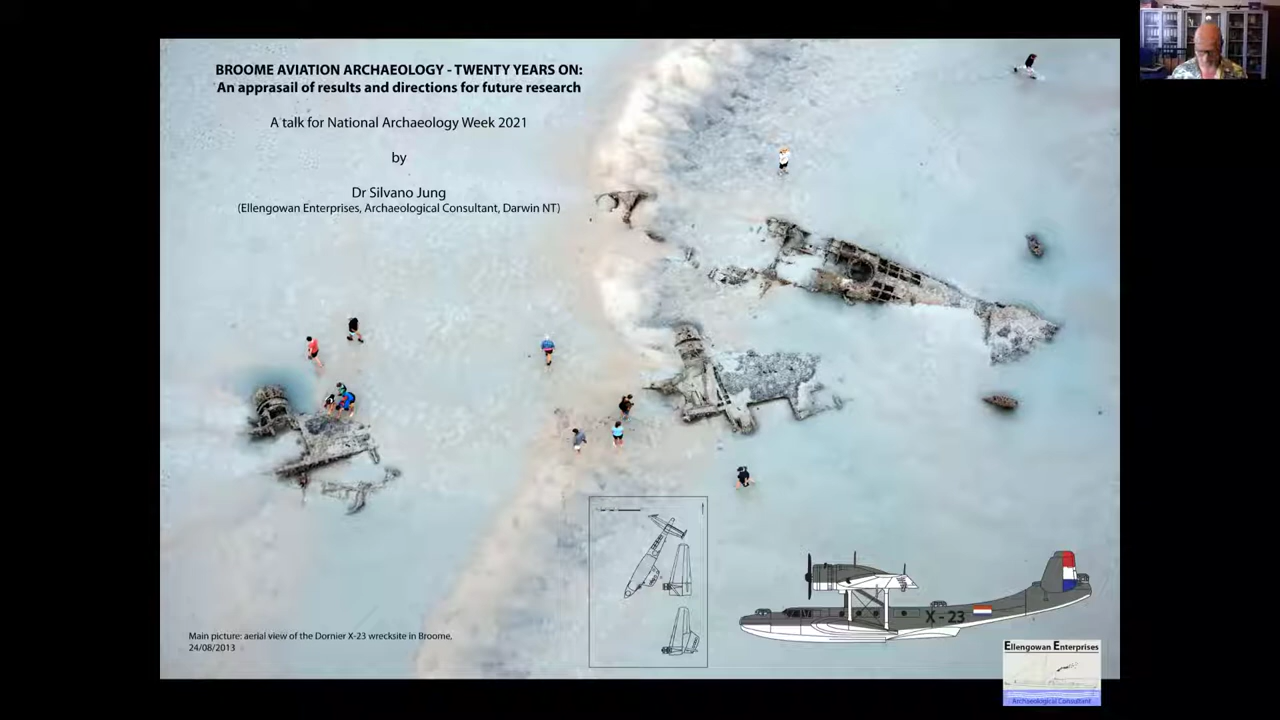 BROOME AVIATION ARCHAEOLOGY - TWENTY YEARS ON:
An apprasail of results and directions for future research
A talk for National Archaeology Week 2021
by
Dr Silvano Jung
(Ellengowan Enterprises, Archaeological Consultant, Darwin NT)
X-23
Main picture: aerial view of the Dornier X-23 wrecksite in Broome,
24/08/2013
Ellengowan Enterprises
Archaeological Consultant